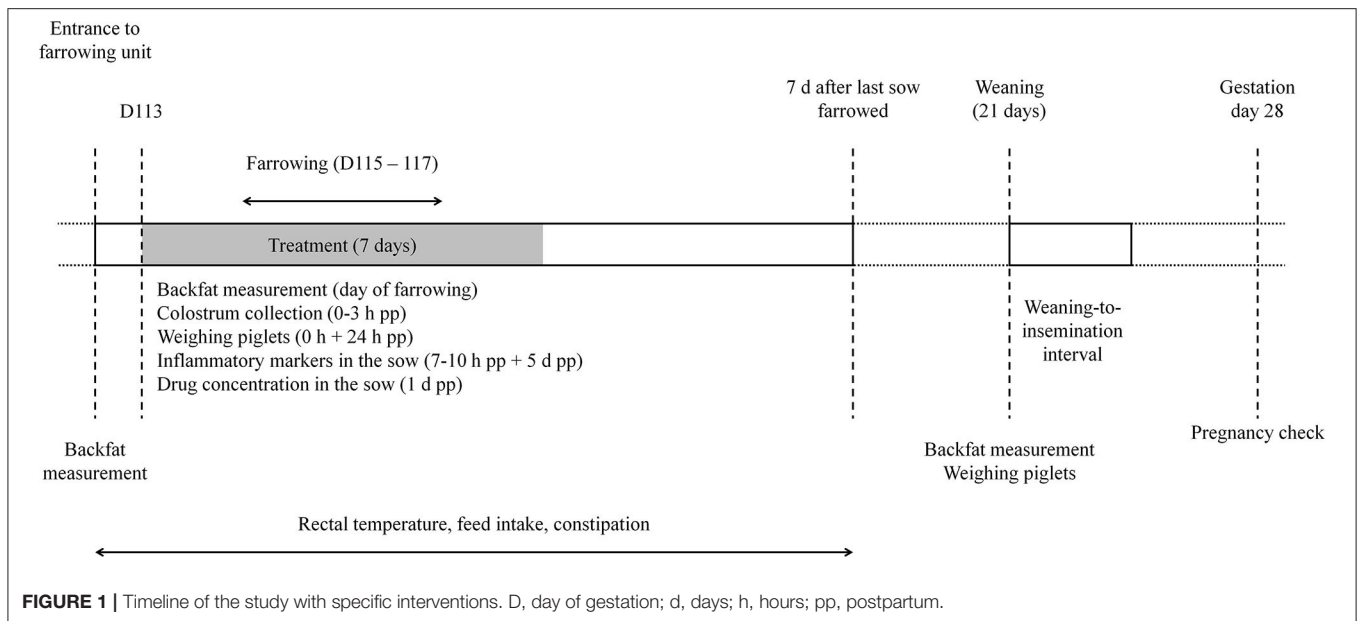 Entrance to
farrowing unit
D113
7 d after last sow
farrowed
Weaning
(21 days)
Gestation
day 28
Farrowing (D115 – 117)
Treatment (7 days)
Backfat measurement (day of farrowing)
Colostrum collection (0-3 h pp)
Weighing piglets (0 h + 24 h pp)
Inflammatory markers in the sow (7-10 h pp + 5 d pp)
Drug concentration in the sow (1 d pp)
Weaning-to-
insemination
interval
Backfat
measurement
Backfat measurement
Weighing piglets
Pregnancy check
Rectal temperature, feed intake, constipation
FIGURE 1 | Timeline of the study with specific interventions. D, day of gestation; d, days; h, hours; pp, postpartum.